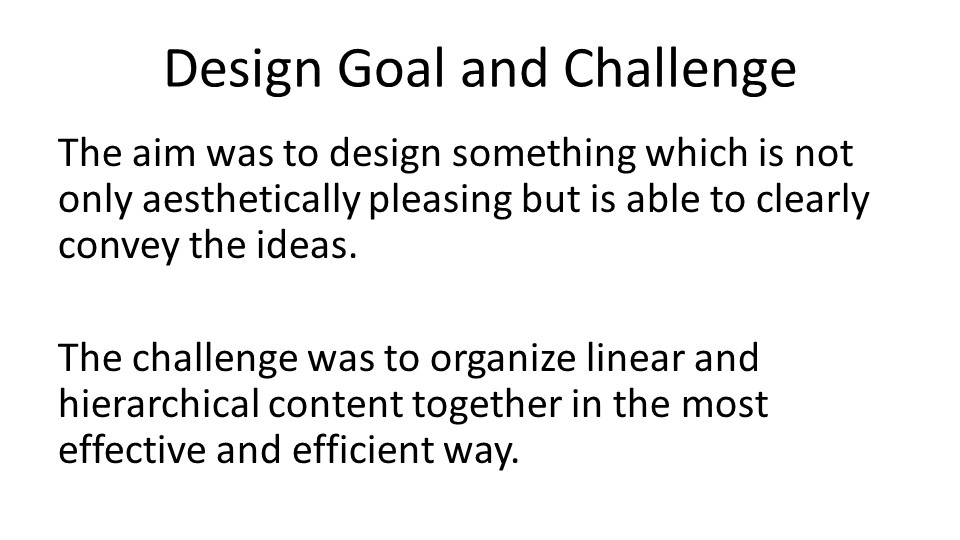 Design Goal and Challenge
The aim was to design something which is not
only aesthetically pleasing but is able to clearly
convey the ideas.
The challenge was to organize linear and
hierarchical content together in the most
effective and efficient way.